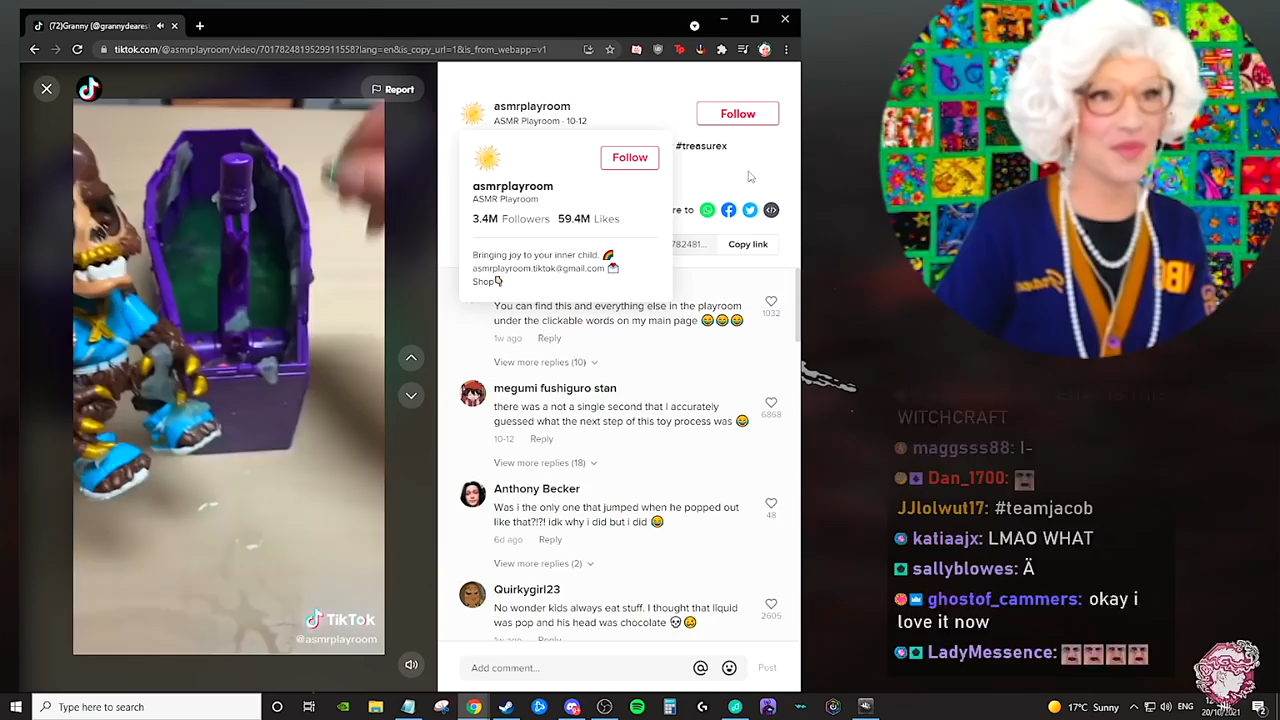 (72)Granny (@grannydeares
tiktok.com/@asmrplayroom/video/7017824819529911558?lang=en&is_copy_url=1&is_from_webapp=v1
Report
asmrplayroom
ASMR Playroom · 10-12
Follow
#treasurex
Follow
asmrplayroom
ASMR Playroom
3.4M Followers 59.4M Likes
re to
782481...
Copy link
Bringing joy to your inner child. 🌈
asmrplayroom.tiktok@gmail.com 📩
Shop👇🏻
You can find this and everything else in the playroom
under the clickable words on my main page 😂😂😂
1032
1w ago Reply
View more replies (10)
megumi fushiguro stan
there was a not a single second that I accurately
guessed what the next step of this toy process was 😂
6868
10-12 Reply
View more replies (18)
Anthony Becker
Was i the only one that jumped when he popped out
like that?!?! idk why i did but i did 😂
48
6d ago Reply
View more replies (2)
Quirkygirl23
No wonder kids always eat stuff. I thought that liquid
was pop and his head was chocolate 💀😖
2605
1w ago Reply
Add comment...
Post
TikTok
@asmrplayroom
WITCHCRAFT
maggsss88: I-
Dan_1700:
JJlolwut17: #teamjacob
katiaajx: LMAO WHAT
sallyblowes: Ä
ghostof_cammers: okay i
love it now
LadyMessence:
Type here to search
17°C Sunny
20/10/2021